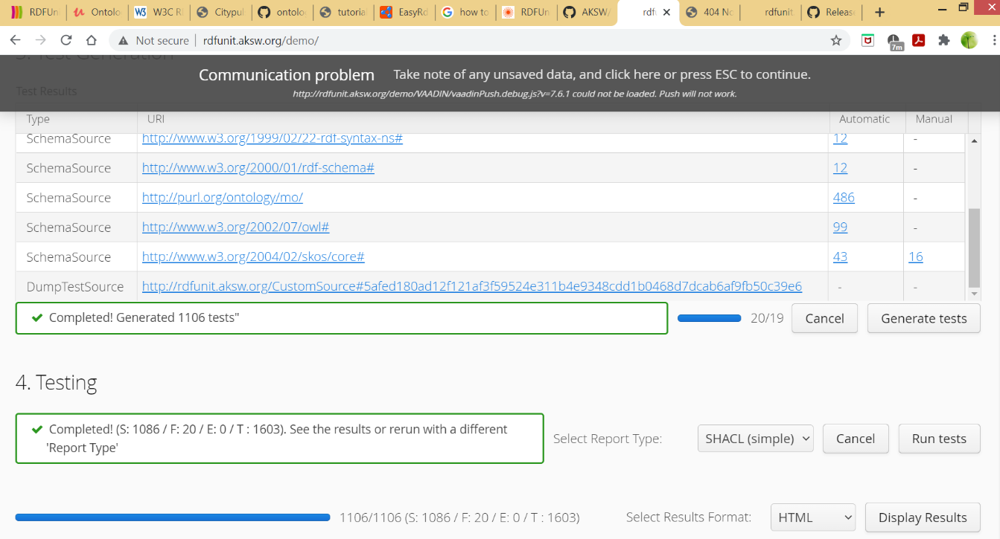 RDFUni
Ontolo
W3C R
Citypul
ontolo
tutoria
EasyRd
how to
RDFUn
AKSW/
rdfu
404 No
rdfunit
Release
Not secure
rdfunit.aksw.org/demo/
7m
Test Generation
Communication problem Take note of any unsaved data, and click here or press ESC to continue.
http://rdfunit.aksw.org/demo/VAADIN/vaadinPush.debug.js?v=7.6.1 could not be loaded. Push will not work.
Test Results
Type URI Automatic Manual
SchemaSource http://www.w3.org/1999/02/22-rdf-syntax-ns# 12 -
SchemaSource http://www.w3.org/2000/01/rdf-schema# 12 -
SchemaSource http://purl.org/ontology/mo/ 486 -
SchemaSource http://www.w3.org/2002/07/owl# 99 -
SchemaSource http://www.w3.org/2004/02/skos/core# 43 16
DumpTestSource http://rdfunit.aksw.org/CustomSource#5afed180ad12f121af3f59524e311b4e9348cdd1b0468d7dcab6af9fb50c39e6 - -
Completed! Generated 1106 tests" 20/19 Cancel Generate tests
4. Testing
Completed! (S: 1086 / F: 20 / E: 0 / T : 1603). See the results or rerun with a different
'Report Type'
Select Report Type: SHACL (simple) Cancel Run tests
1106/1106 (S: 1086 / F: 20 / E: 0 / T : 1603) Select Results Format: HTML Display Results